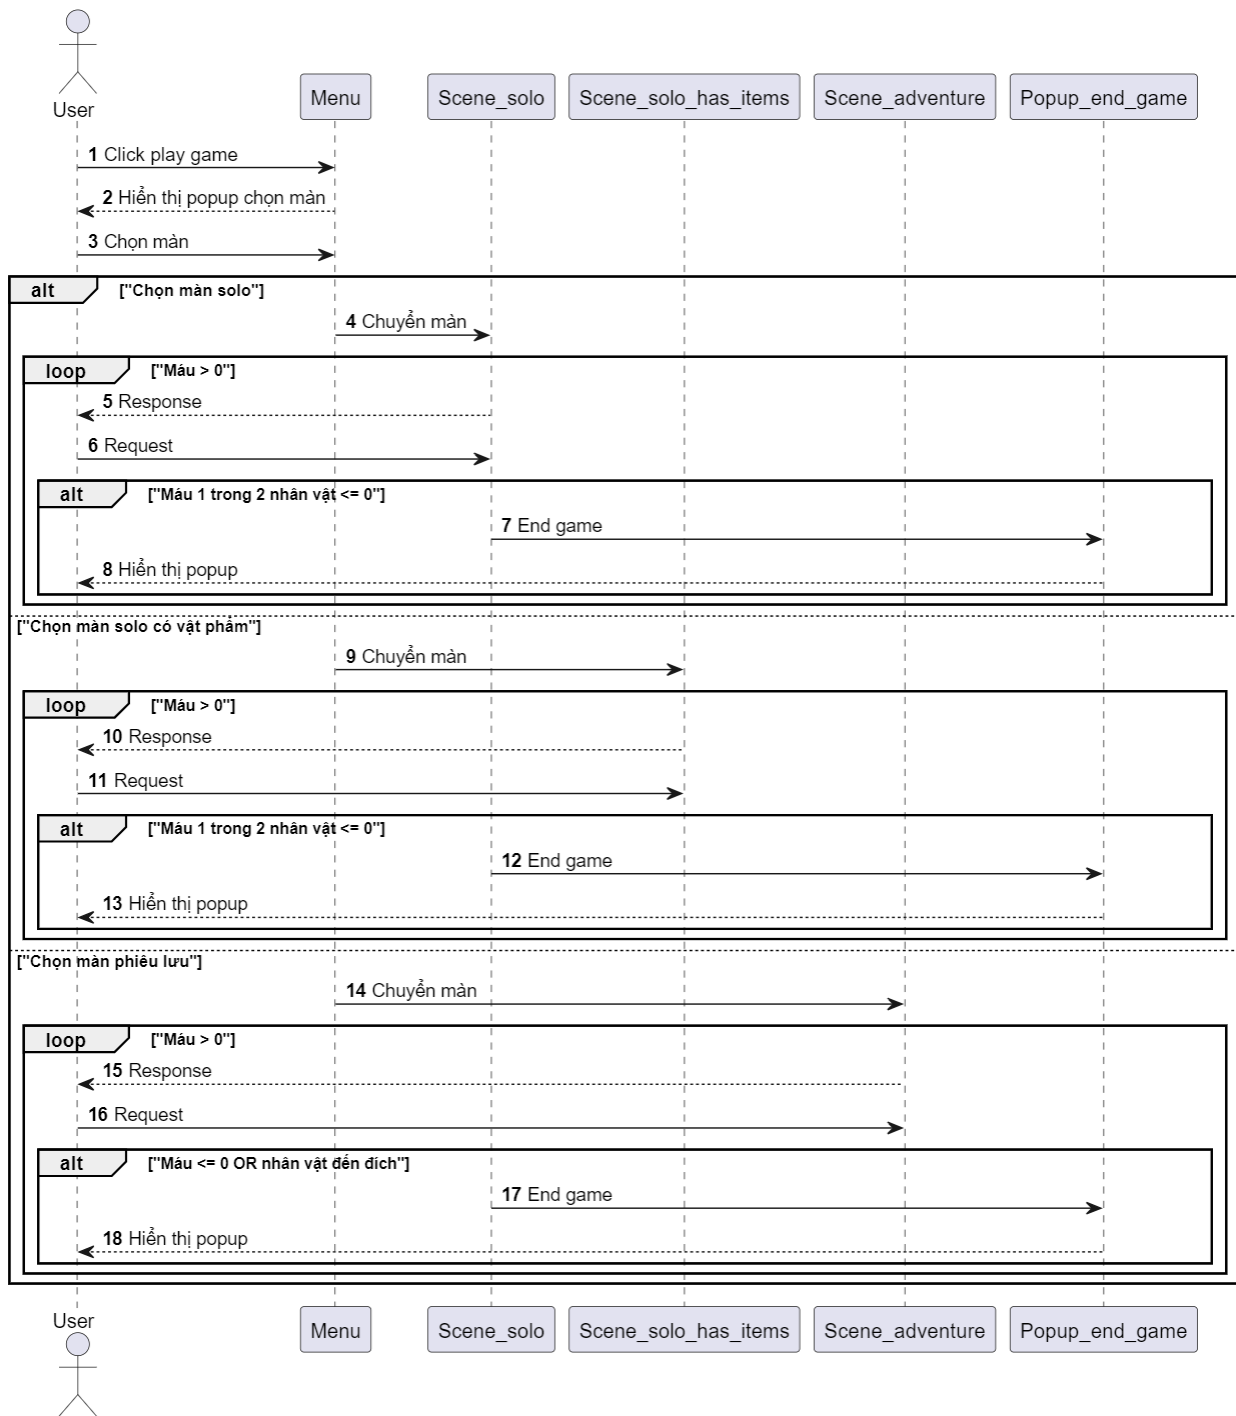 User
Menu
Scene_solo
Scene_solo_has_items
Scene_adventure
Popup_end_game
1 Click play game
2 Hiển thị popup chọn màn
3 Chọn màn
alt ["Chọn màn solo"]
4 Chuyển màn
loop ["Máu > 0"]
5 Response
6 Request
alt ["Máu 1 trong 2 nhân vật <= 0"]
7 End game
8 Hiển thị popup
["Chọn màn solo có vật phẩm"]
9 Chuyển màn
loop ["Máu > 0"]
10 Response
11 Request
alt ["Máu 1 trong 2 nhân vật <= 0"]
12 End game
13 Hiển thị popup
["Chọn màn phiêu lưu"]
14 Chuyển màn
loop ["Máu > 0"]
15 Response
16 Request
alt ["Máu <= 0 OR nhân vật đến đích"]
17 End game
18 Hiển thị popup
User
Menu
Scene_solo
Scene_solo_has_items
Scene_adventure
Popup_end_game